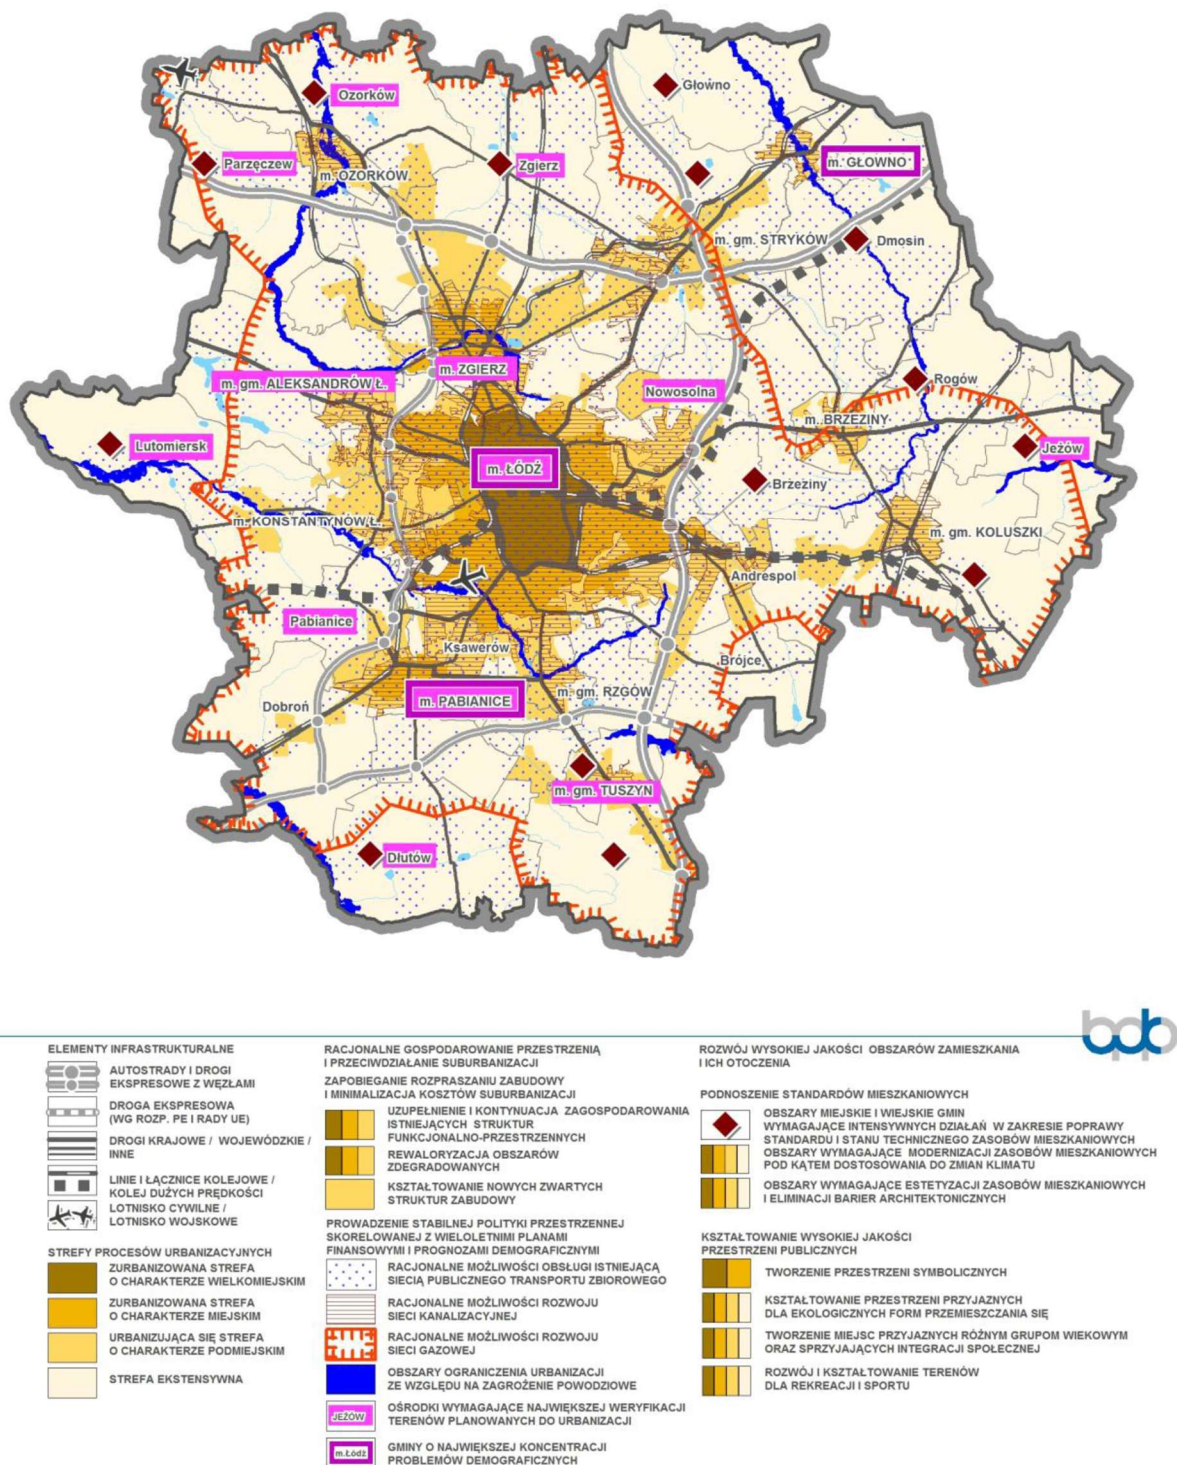 Ozorków
Głowno
Parzęczew
Zgierz
m. GŁOWNO
m. OZORKÓW
m. gm. STRYKÓW
Dmosin
m. ZGIERZ
m. gm. ALEKSANDRÓW Ł.
Nowosolna
Rogów
m. BRZEZINY
Lutomiersk
Jeżów
m. ŁÓDŹ
Brzeziny
m. KONSTANTYNÓW Ł.
m. gm. KOLUSZKI
Andrespol
Pabianice
Ksawerów
Brójce
m. gm. RZGÓW
m. PABIANICE
Dobroń
m. gm. TUSZYN
Dłutów
bpp
ELEMENTY INFRASTRUKTURALNE
AUTOSTRADY I DROGI
EKSPRESOWE Z WĘZŁAMI
DROGA EKSPRESOWA
(WG ROZP. PE I RADY UE)
DROGI KRAJOWE / WOJEWÓDZKIE /
INNE
LINIE I ŁĄCZNICE KOLEJOWE /
KOLEJ DUŻYCH PRĘDKOŚCI
LOTNISKO CYWILNE /
LOTNISKO WOJSKOWE
STREFY PROCESÓW URBANIZACYJNYCH
ZURBANIZOWANA STREFA
O CHARAKTERZE WIELKOMIEJSKIM
ZURBANIZOWANA STREFA
O CHARAKTERZE MIEJSKIM
URBANIZUJĄCA SIĘ STREFA
O CHARAKTERZE PODMIEJSKIM
STREFA EKSTENSYWNA
RACJONALNE GOSPODAROWANIE PRZESTRZENIĄ
I PRZECIWDZIAŁANIE SUBURBANIZACJI
ZAPOBIEGANIE ROZPRASZANIU ZABUDOWY
I MINIMALIZACJA KOSZTÓW SUBURBANIZACJI
UZUPEŁNIENIE I KONTYNUACJA ZAGOSPODAROWANIA
ISTNIEJĄCYCH STRUKTUR
FUNKCJONALNO-PRZESTRZENNYCH
REWALORYZACJA OBSZARÓW
ZDEGRADOWANYCH
KSZTAŁTOWANIE NOWYCH ZWARTYCH
STRUKTUR ZABUDOWY
PROWADZENIE STABILNEJ POLITYKI PRZESTRZENNEJ
SKORELOWANEJ Z WIELOLETNIMI PLANAMI
FINANSOWYMI I PROGNOZAMI DEMOGRAFICZNYMI
RACJONALNE MOŻLIWOŚCI OBSŁUGI ISTNIEJĄCĄ
SIECIĄ PUBLICZNEGO TRANSPORTU ZBIOROWEGO
RACJONALNE MOŻLIWOŚCI ROZWOJU
SIECI KANALIZACYJNEJ
RACJONALNE MOŻLIWOŚCI ROZWOJU
SIECI GAZOWEJ
OBSZARY OGRANICZENIA URBANIZACJI
ZE WZGLĘDU NA ZAGROŻENIE POWODZIOWE
JEŻÓW
OŚRODKI WYMAGAJĄCE NAJWIĘKSZEJ WERYFIKACJI
TERENÓW PLANOWANYCH DO URBANIZACJI
m.Łódź
GMINY O NAJWIĘKSZEJ KONCENTRACJI
PROBLEMÓW DEMOGRAFICZNYCH
ROZWÓJ WYSOKIEJ JAKOŚCI OBSZARÓW ZAMIESZKANIA
I ICH OTOCZENIA
PODNOSZENIE STANDARDÓW MIESZKANIOWYCH
OBSZARY MIEJSKIE I WIEJSKIE GMIN
WYMAGAJĄCE INTENSYWNYCH DZIAŁAŃ W ZAKRESIE POPRAWY
STANDARDU I STANU TECHNICZNEGO ZASOBÓW MIESZKANIOWYCH
OBSZARY WYMAGAJĄCE MODERNIZACJI ZASOBÓW MIESZKANIOWYCH
POD KĄTEM DOSTOSOWANIA DO ZMIAN KLIMATU
OBSZARY WYMAGAJĄCE ESTETYZACJI ZASOBÓW MIESZKANIOWYCH
I ELIMINACJI BARIER ARCHITEKTONICZNYCH
KSZTAŁTOWANIE WYSOKIEJ JAKOŚCI
PRZESTRZENI PUBLICZNYCH
TWORZENIE PRZESTRZENI SYMBOLICZNYCH
KSZTAŁTOWANIE PRZESTRZENI PRZYJAZNYCH
DLA EKOLOGICZNYCH FORM PRZEMIESZCZANIA SIĘ
TWORZENIE MIEJSC PRZYJAZNYCH RÓŻNYM GRUPOM WIEKOWYM
ORAZ SPRZYJAJĄCYCH INTEGRACJI SPOŁECZNEJ
ROZWÓJ I KSZTAŁTOWANIE TERENÓW
DLA REKREACJI I SPORTU